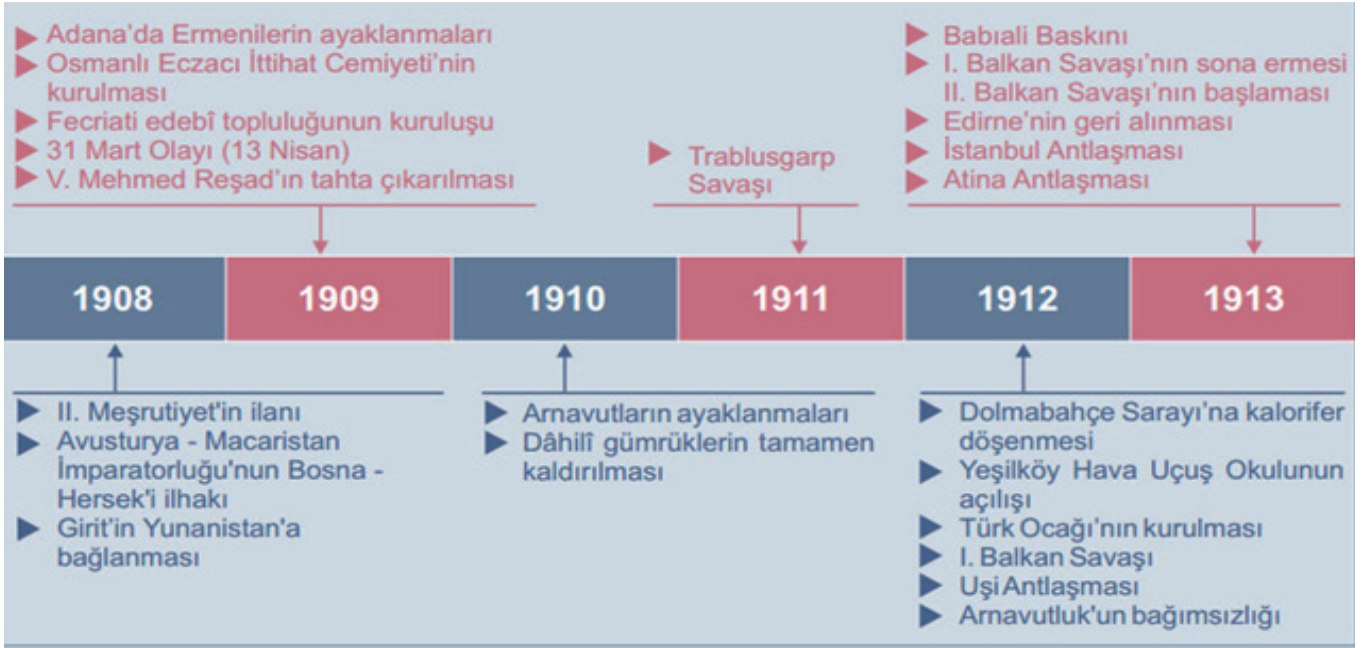 Adana'da Ermenilerin ayaklanmaları
Osmanlı Eczacı İttihat Cemiyeti'nin
kurulması
Fecriati edebî topluluğunun kuruluşu
31 Mart Olayı (13 Nisan)
V. Mehmed Reşad'ın tahta çıkarılması
Trablusgarp
Savaşı
Babıali Baskını
I. Balkan Savaşı'nın sona ermesi
II. Balkan Savaşı'nın başlaması
Edirne'nin geri alınması
İstanbul Antlaşması
Atina Antlaşması
1908 1909 1910 1911 1912 1913
II. Meşrutiyet'in ilanı
Avusturya - Macaristan
İmparatorluğu'nun Bosna -
Hersek'i ilhakı
Girit'in Yunanistan'a
bağlanması
Arnavutların ayaklanmaları
Dâhilî gümrüklerin tamamen
kaldırılması
Dolmabahçe Sarayı'na kalorifer
döşenmesi
Yeşilköy Hava Uçuş Okulunun
açılışı
Türk Ocağı'nın kurulması
I. Balkan Savaşı
Uşi Antlaşması
Arnavutluk'un bağımsızlığı